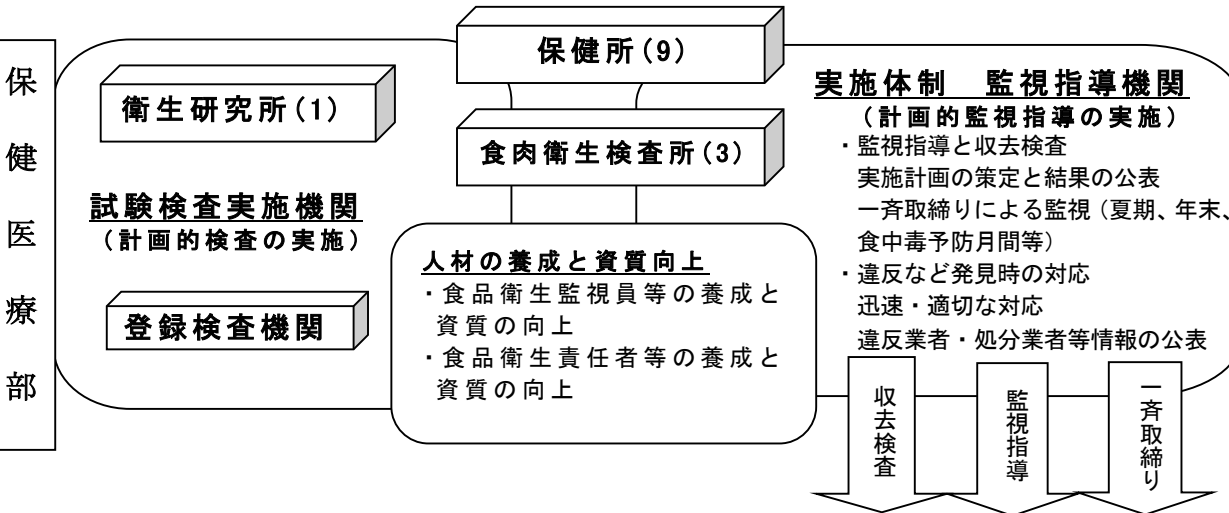 保健医療部
衛生研究所(1)
試験検査実施機関
(計画的検査の実施)
登録検査機関
保健所(9)
食肉衛生検査所(3)
人材の養成と資質向上
・食品衛生監視員等の養成と
資質の向上
・食品衛生責任者等の養成と
資質の向上
実施体制　監視指導機関
(計画的監視指導の実施)
・監視指導と収去検査
実施計画の策定と結果の公表
一斉取締りによる監視(夏期、年末、
食中毒予防月間等)
・違反など発見時の対応
迅速・適切な対応
違反業者・処分業者等情報の公表
収去検査
監視指導
一斉取締り